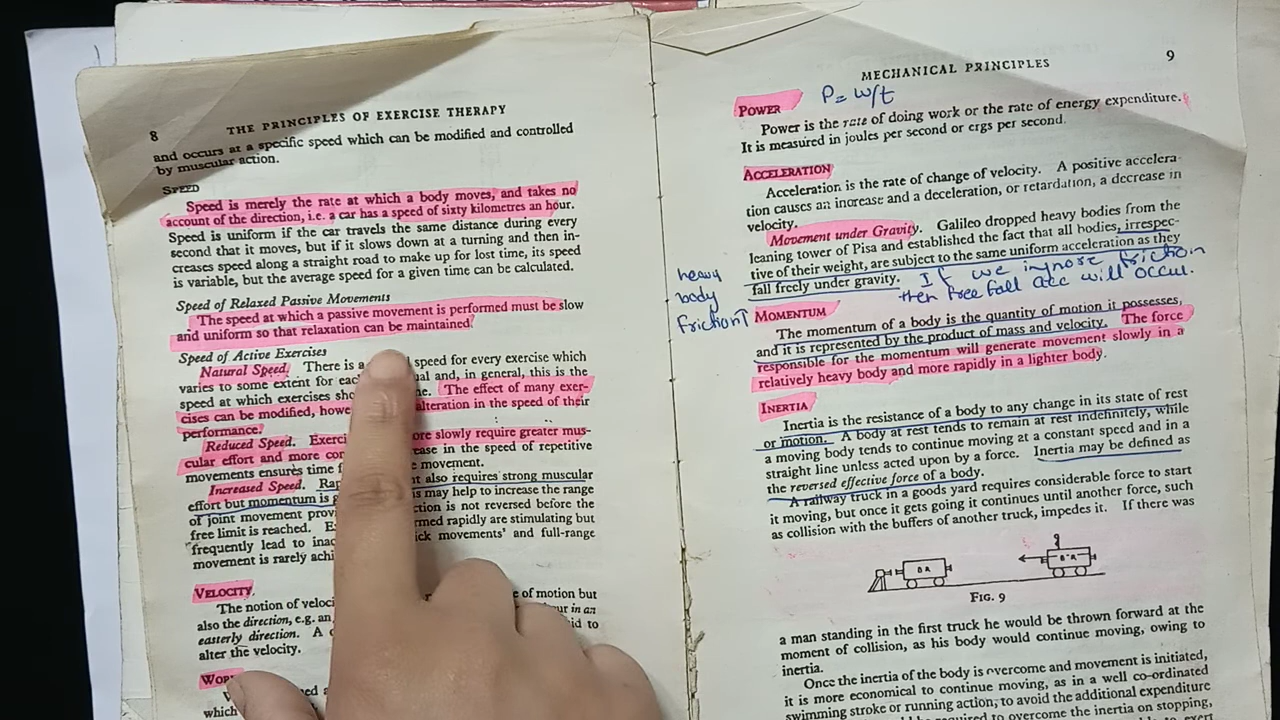 8 THE PRINCIPLES OF EXERCISE THERAPY
and occurs at a specific speed which can be modified and controlled
by muscular action.
SPEED
Speed is merely the rate at which a body moves, and takes no
account of the direction, i.e. a car has a speed of sixty kilometres an hour.
Speed is uniform if the car travels the same distance during every
second that it moves, but if it slows down at a turning and then in-
creases speed along a straight road to make up for lost time, its speed
is variable, but the average speed for a given time can be calculated.
Speed of Relaxed Passive Movements
The speed at which a passive movement is performed must be slow
and uniform so that relaxation can be maintained.
Speed of Active Exercises
Natural Speed. There is a speed for every exercise which
varies to some extent for each and, in general, this is the
speed at which exercises The effect of many exer-
cises can be modified, alteration in the speed of their
performance.
Reduced Speed. slowly require greater mus-
cular effort and more in the speed of repetitive
movements ensures time movement.
Increased Speed. also requires strong muscular
effort but momentum is this may help to increase the range
of joint movement is not reversed before the
free limit is reached. rapidly are stimulating but
frequently lead to movements' and full-range
movement is rarely
VELOCITY
The notion of of motion but
also the direction, e.g. an in an
easterly direction. A to
alter the velocity.
which
MECHANICAL PRINCIPLES 9
POWER P = w/t
Power is the rate of doing work or the rate of energy expenditure.
It is measured in joules per second or ergs per second.
ACCELERATION
Acceleration is the rate of change of velocity. A positive accelera-
tion causes an increase and a deceleration, or retardation, a decrease in
velocity.
Movement under Gravity. Galileo dropped heavy bodies from the
leaning tower of Pisa and established the fact that all bodies, irrespec-
tive of their weight, are subject to the same uniform acceleration as they
fall freely under gravity.
If we ingnose friction
then free fall acc will occur.
heavy
body
friction↑
MOMENTUM
The momentum of a body is the quantity of motion it possesses,
and it is represented by the product of mass and velocity. The force
responsible for the momentum will generate movement slowly in a
relatively heavy body and more rapidly in a lighter body.
INERTIA
Inertia is the resistance of a body to any change in its state of rest
or motion. A body at rest tends to remain at rest indefinitely, while
a moving body tends to continue moving at a constant speed and in a
straight line unless acted upon by a force. Inertia may be defined as
the reversed effective force of a body.
A railway truck in a goods yard requires considerable force to start
it moving, but once it gets going it continues until another force, such
as collision with the buffers of another truck, impedes it. If there was
FIG. 9
a man standing in the first truck he would be thrown forward at the
moment of collision, as his body would continue moving, owing to
inertia.
Once the inertia of the body is overcome and movement is initiated,
it is more economical to continue moving, as in a well co-ordinated
swimming stroke or running action; to avoid the additional expenditure
required to overcome the inertia on stopping,